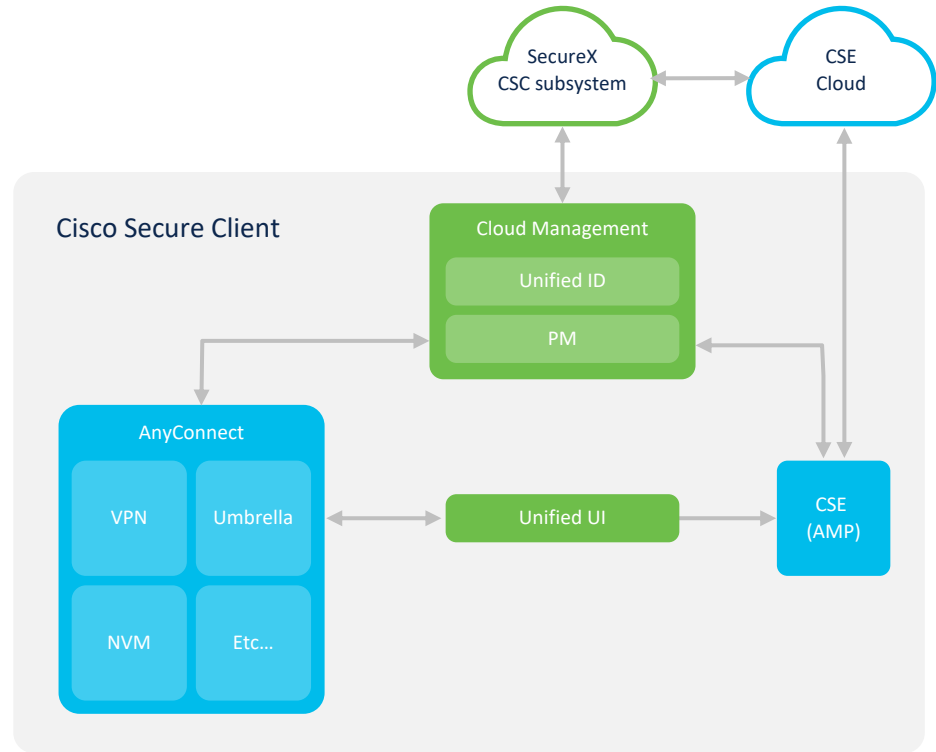 SecureX
CSC subsystem
CSE
Cloud
Cisco Secure Client
Cloud Management
Unified ID
PM
AnyConnect
VPN
Umbrella
NVM
Etc...
Unified UI
CSE
(AMP)